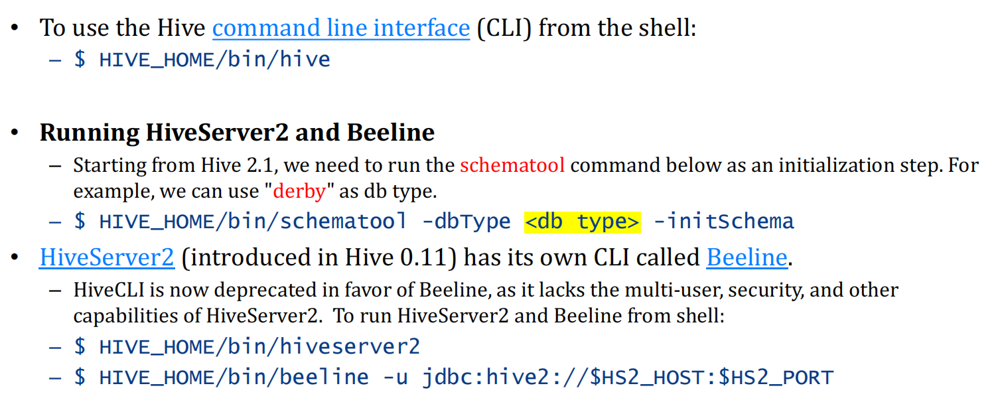 • To use the Hive command line interface (CLI) from the shell:
– $ HIVE_HOME/bin/hive
• Running HiveServer2 and Beeline
– Starting from Hive 2.1, we need to run the schematool command below as an initialization step. For
example, we can use "derby" as db type.
– $ HIVE_HOME/bin/schematool -dbType <db type> -initSchema
• HiveServer2 (introduced in Hive 0.11) has its own CLI called Beeline.
– HiveCLI is now deprecated in favor of Beeline, as it lacks the multi-user, security, and other
capabilities of HiveServer2.  To run HiveServer2 and Beeline from shell:
– $ HIVE_HOME/bin/hiveserver2
– $ HIVE_HOME/bin/beeline -u jdbc:hive2://$HS2_HOST:$HS2_PORT